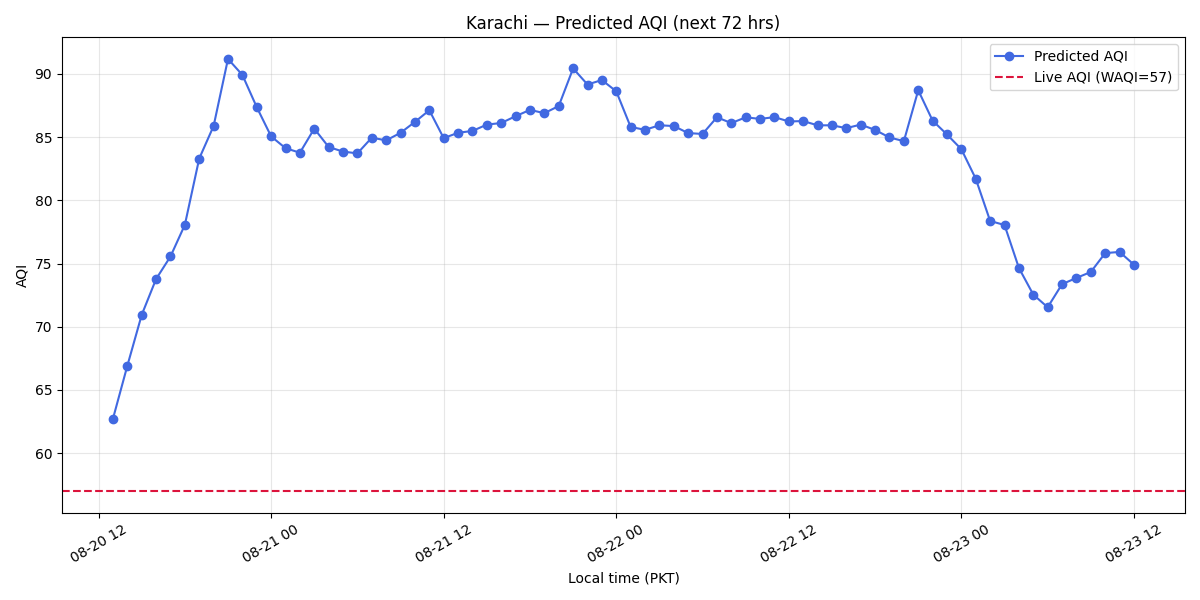 Karachi — Predicted AQI (next 72 hrs)
Predicted AQI
Live AQI (WAQI=57)
AQI
90
85
80
75
70
65
60
08-20 12
08-21 00
08-21 12
08-22 00
08-22 12
08-23 00
08-23 12
Local time (PKT)